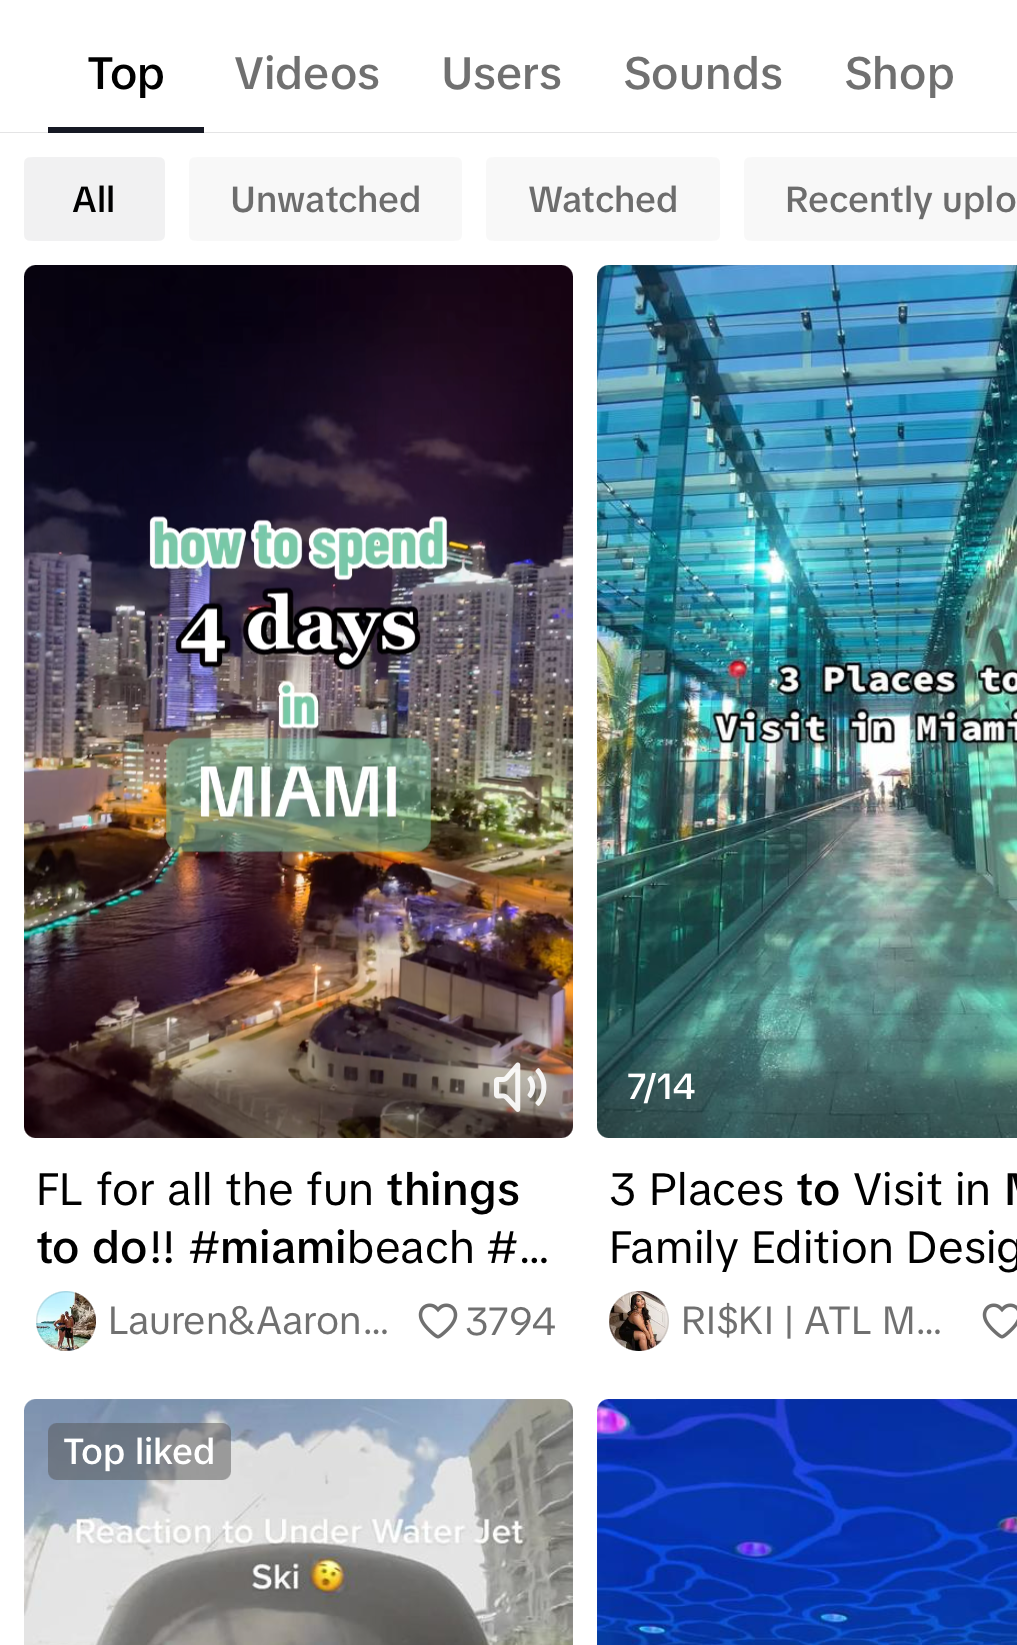 Top Videos Users Sounds Shop
All Unwatched Watched Recently uplo
how to spend
4 days
in
MIAMI
3 Places to
Visit in Miami
7/14
FL for all the fun things
to do!! #miamibeach #...
Lauren&Aaron... 3794
3 Places to Visit in M
Family Edition Desig
RI$KI | ATL M...
Top liked
Reaction to Under Water Jet
Ski 😯